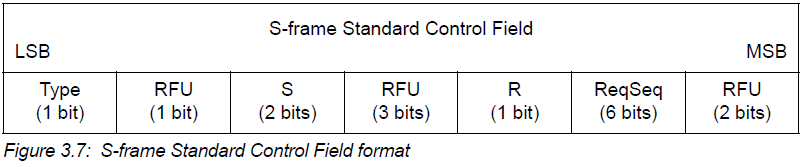 S-frame Standard Control Field
LSB MSB
Type RFU S RFU R ReqSeq RFU
(1 bit) (1 bit) (2 bits) (3 bits) (1 bit) (6 bits) (2 bits)
Figure 3.7: S-frame Standard Control Field format